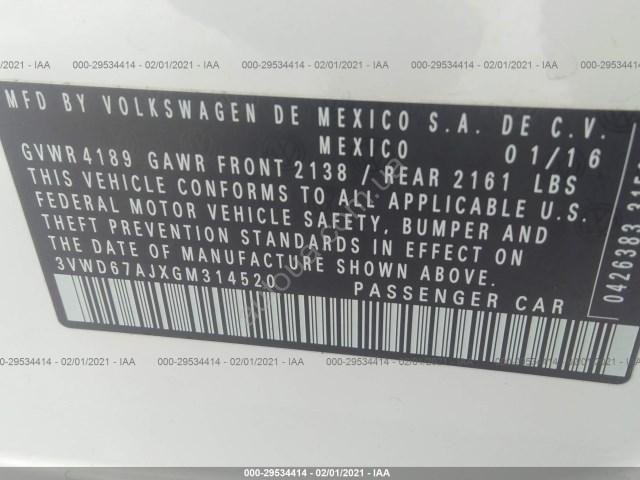 000-29534414 - 02/01/2021 - IAA
MFD BY VOLKSWAGEN DE MEXICO S.A. DE C.V.
MEXICO 01/16
GVWR 4189 GAWR FRONT 2138 / REAR 2161 LBS
THIS VEHICLE CONFORMS TO ALL APPLICABLE U.S.
FEDERAL MOTOR VEHICLE SAFETY, BUMPER AND
THEFT PREVENTION STANDARDS IN EFFECT ON
THE DATE OF MANUFACTURE SHOWN ABOVE.
3VWD67AJXGM314520
PASSENGER CAR
0426383
000-29534414 - 02/01/2021 - IAA
000-29534414 - 02/01/2021 - IAA